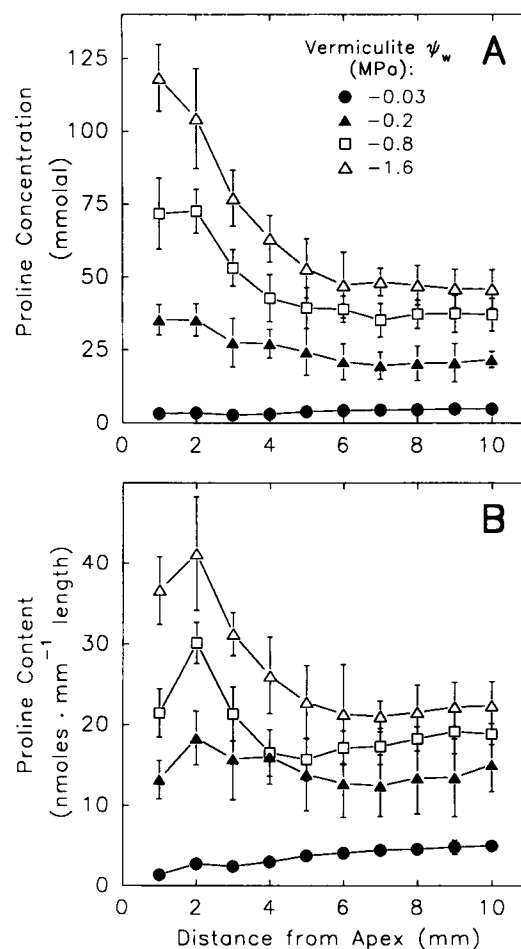 A
Vermiculite ψw
(MPa):
● −0.03
▲ −0.2
□ −0.8
△ −1.6
Proline Concentration
(mmolal)
125
100
75
50
25
0
0 2 4 6 8 10
B
Proline Content
(nmoles · mm⁻¹ length)
40
30
20
10
0
0 2 4 6 8 10
Distance from Apex (mm)